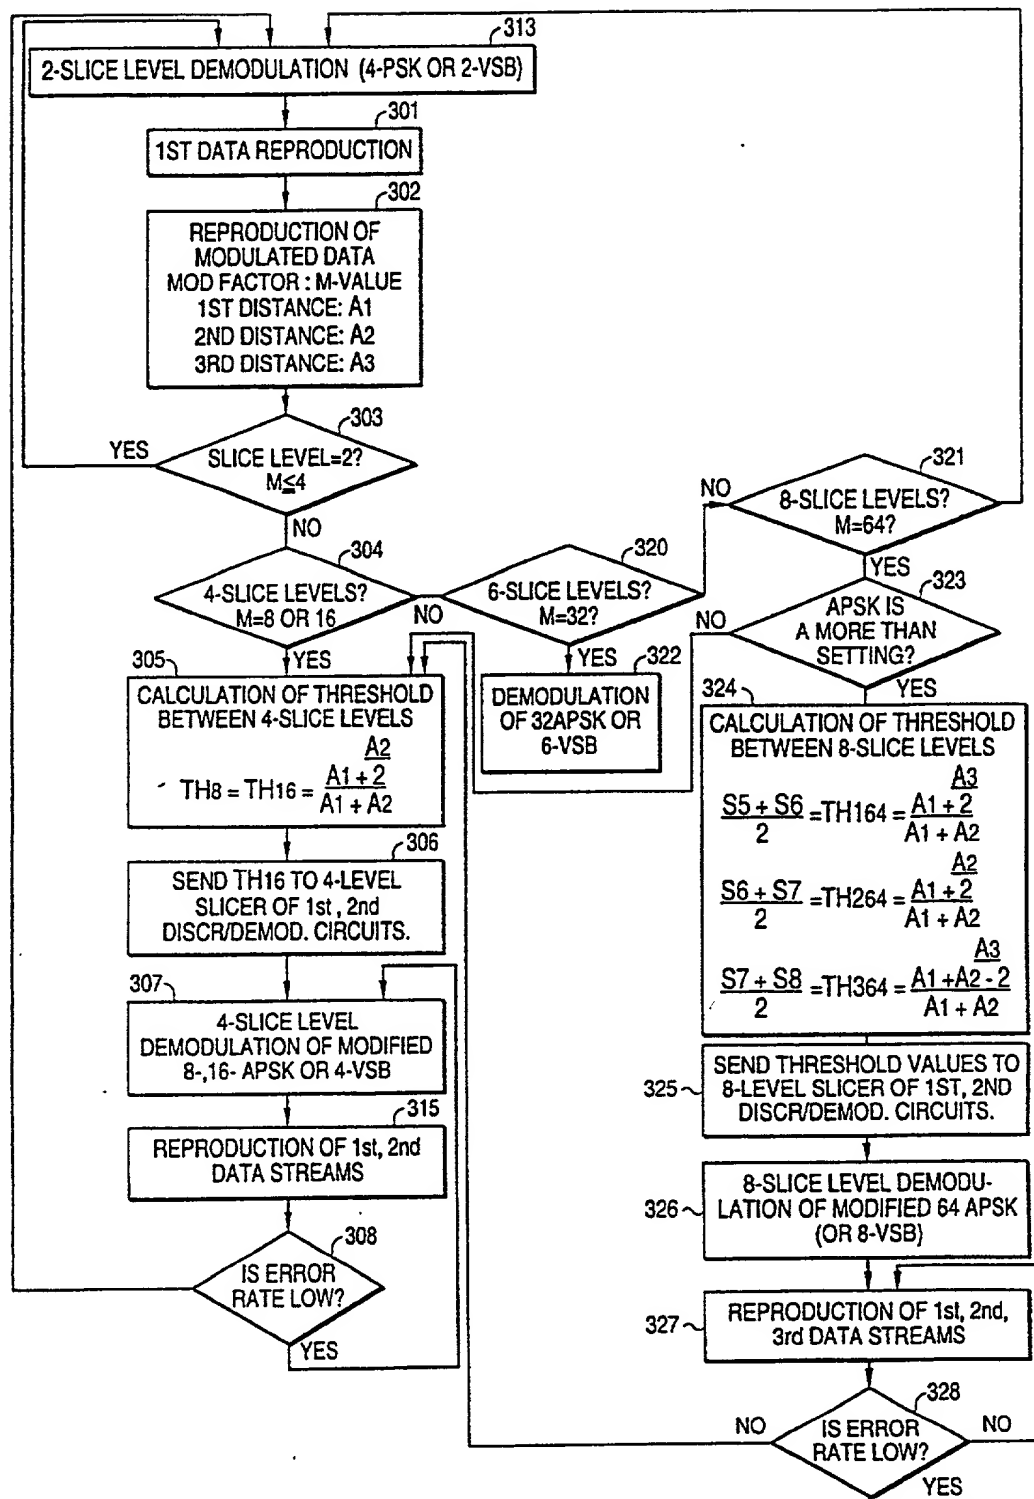 313
2-SLICE LEVEL DEMODULATION (4-PSK OR 2-VSB)
301
1ST DATA REPRODUCTION
302
REPRODUCTION OF
MODULATED DATA
MOD FACTOR : M-VALUE
1ST DISTANCE: A1
2ND DISTANCE: A2
3RD DISTANCE: A3
303
YES
SLICE LEVEL=2?
M≤4
NO
304
4-SLICE LEVELS?
M=8 OR 16
NO
YES
320
6-SLICE LEVELS?
M=32?
NO
YES
321
8-SLICE LEVELS?
M=64?
YES
323
NO
APSK IS
A MORE THAN
SETTING?
YES
322
DEMODULATION
OF 32APSK OR
6-VSB
305
CALCULATION OF THRESHOLD
BETWEEN 4-SLICE LEVELS
A2
TH8 = TH16 = A1 + 2
A1 + A2
306
SEND TH16 TO 4-LEVEL
SLICER OF 1st, 2nd
DISCR/DEMOD. CIRCUITS.
307
4-SLICE LEVEL
DEMODULATION OF MODIFIED
8-,16- APSK OR 4-VSB
315
REPRODUCTION OF 1st, 2nd
DATA STREAMS
308
IS ERROR
RATE LOW?
YES
324
CALCULATION OF THRESHOLD
BETWEEN 8-SLICE LEVELS
A3
S5 + S6 =TH164= A1 + 2
2 A1 + A2
A2
S6 + S7 =TH264= A1 + 2
2 A1 + A2
A3
S7 + S8 =TH364= A1 +A2 - 2
2 A1 + A2
325
SEND THRESHOLD VALUES TO
8-LEVEL SLICER OF 1ST, 2ND
DISCR/DEMOD. CIRCUITS.
326
8-SLICE LEVEL DEMODU-
LATION OF MODIFIED 64 APSK
(OR 8-VSB)
327
REPRODUCTION OF 1st, 2nd,
3rd DATA STREAMS
328
NO
IS ERROR
RATE LOW?
NO
YES